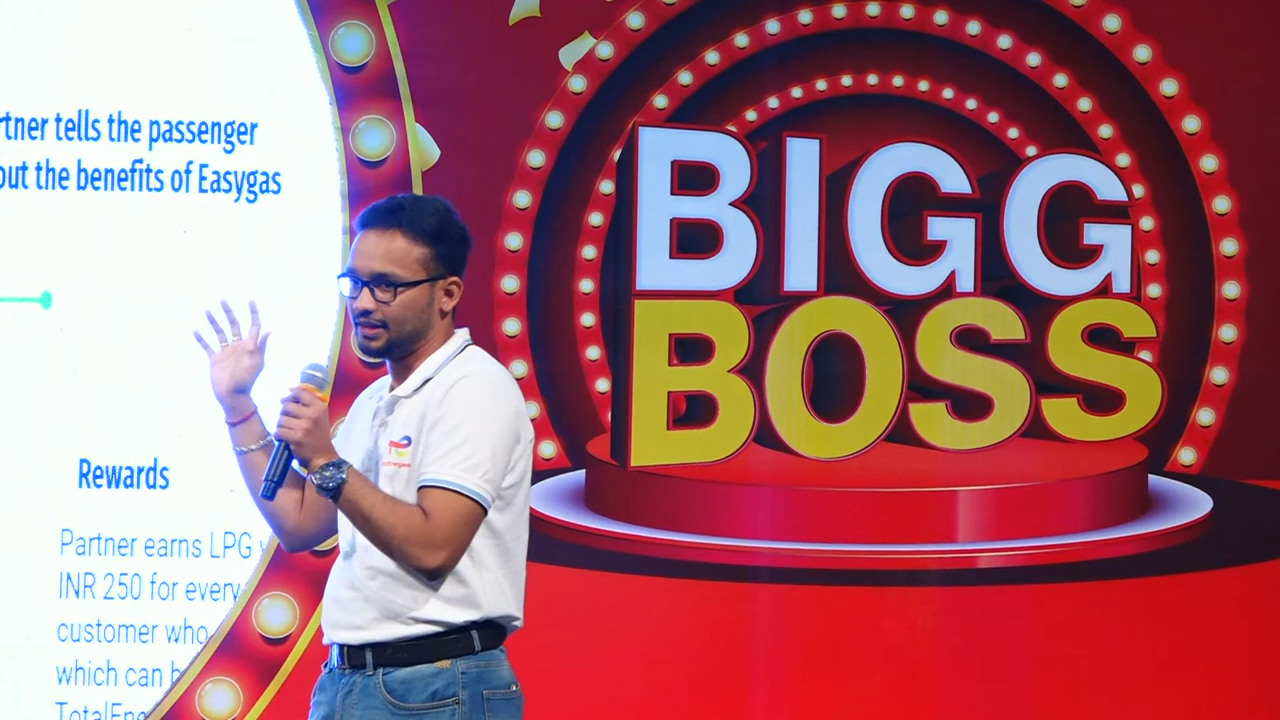 rtner tells the passenger
out the benefits of Easygas
Rewards
Partner earns LPG
INR 250 for every
customer who
which can b
TotalEne
BIGG
BOSS